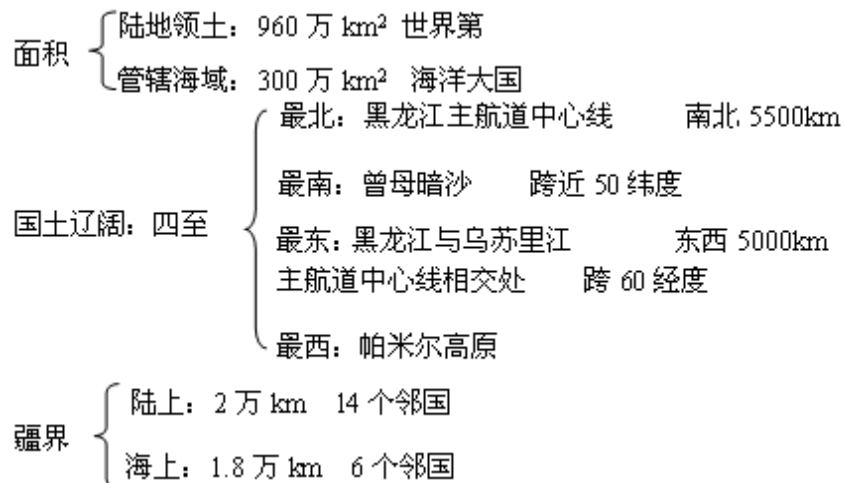 面积
陆地领土：960 万 km² 世界第
管辖海域：300 万 km² 海洋大国
国土辽阔：四至
最北：黑龙江主航道中心线 南北 5500km
最南：曾母暗沙 跨近 50 纬度
最东：黑龙江与乌苏里江 东西 5000km
主航道中心线相交处 跨 60 经度
最西：帕米尔高原
疆界
陆上：2 万 km 14 个邻国
海上：1.8 万 km 6 个邻国